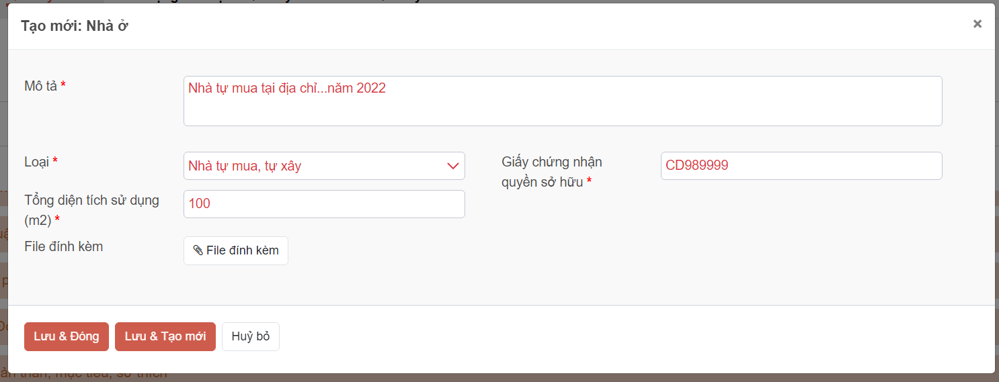 Tạo mới: Nhà ở
×
Mô tả *
Nhà tự mua tại địa chỉ...năm 2022
Loại *
Nhà tự mua, tự xây
Giấy chứng nhận
quyền sở hữu *
CD989999
Tổng diện tích sử dụng
(m2) *
100
File đính kèm
File đính kèm
Lưu & Đóng
Lưu & Tạo mới
Huỷ bỏ